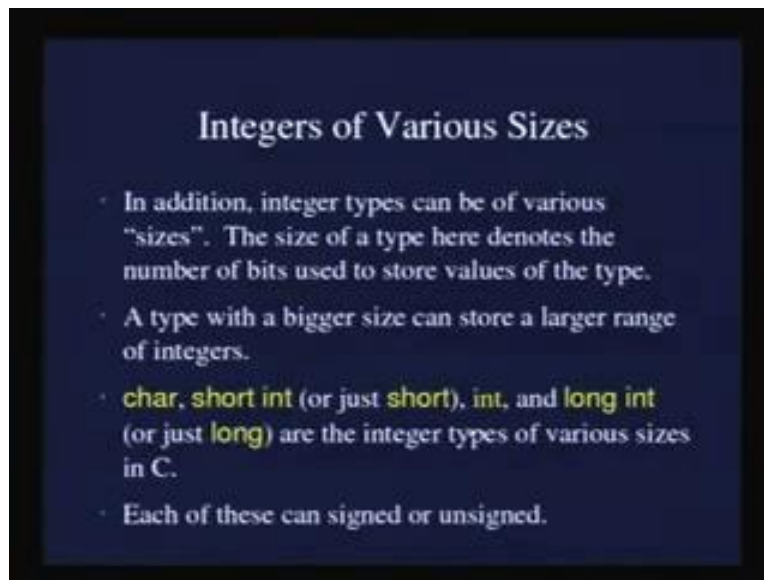 Integers of Various Sizes
In addition, integer types can be of various
“sizes”. The size of a type here denotes the
number of bits used to store values of the type.
A type with a bigger size can store a larger range
of integers.
char, short int (or just short), int, and long int
(or just long) are the integer types of various sizes
in C.
Each of these can signed or unsigned.